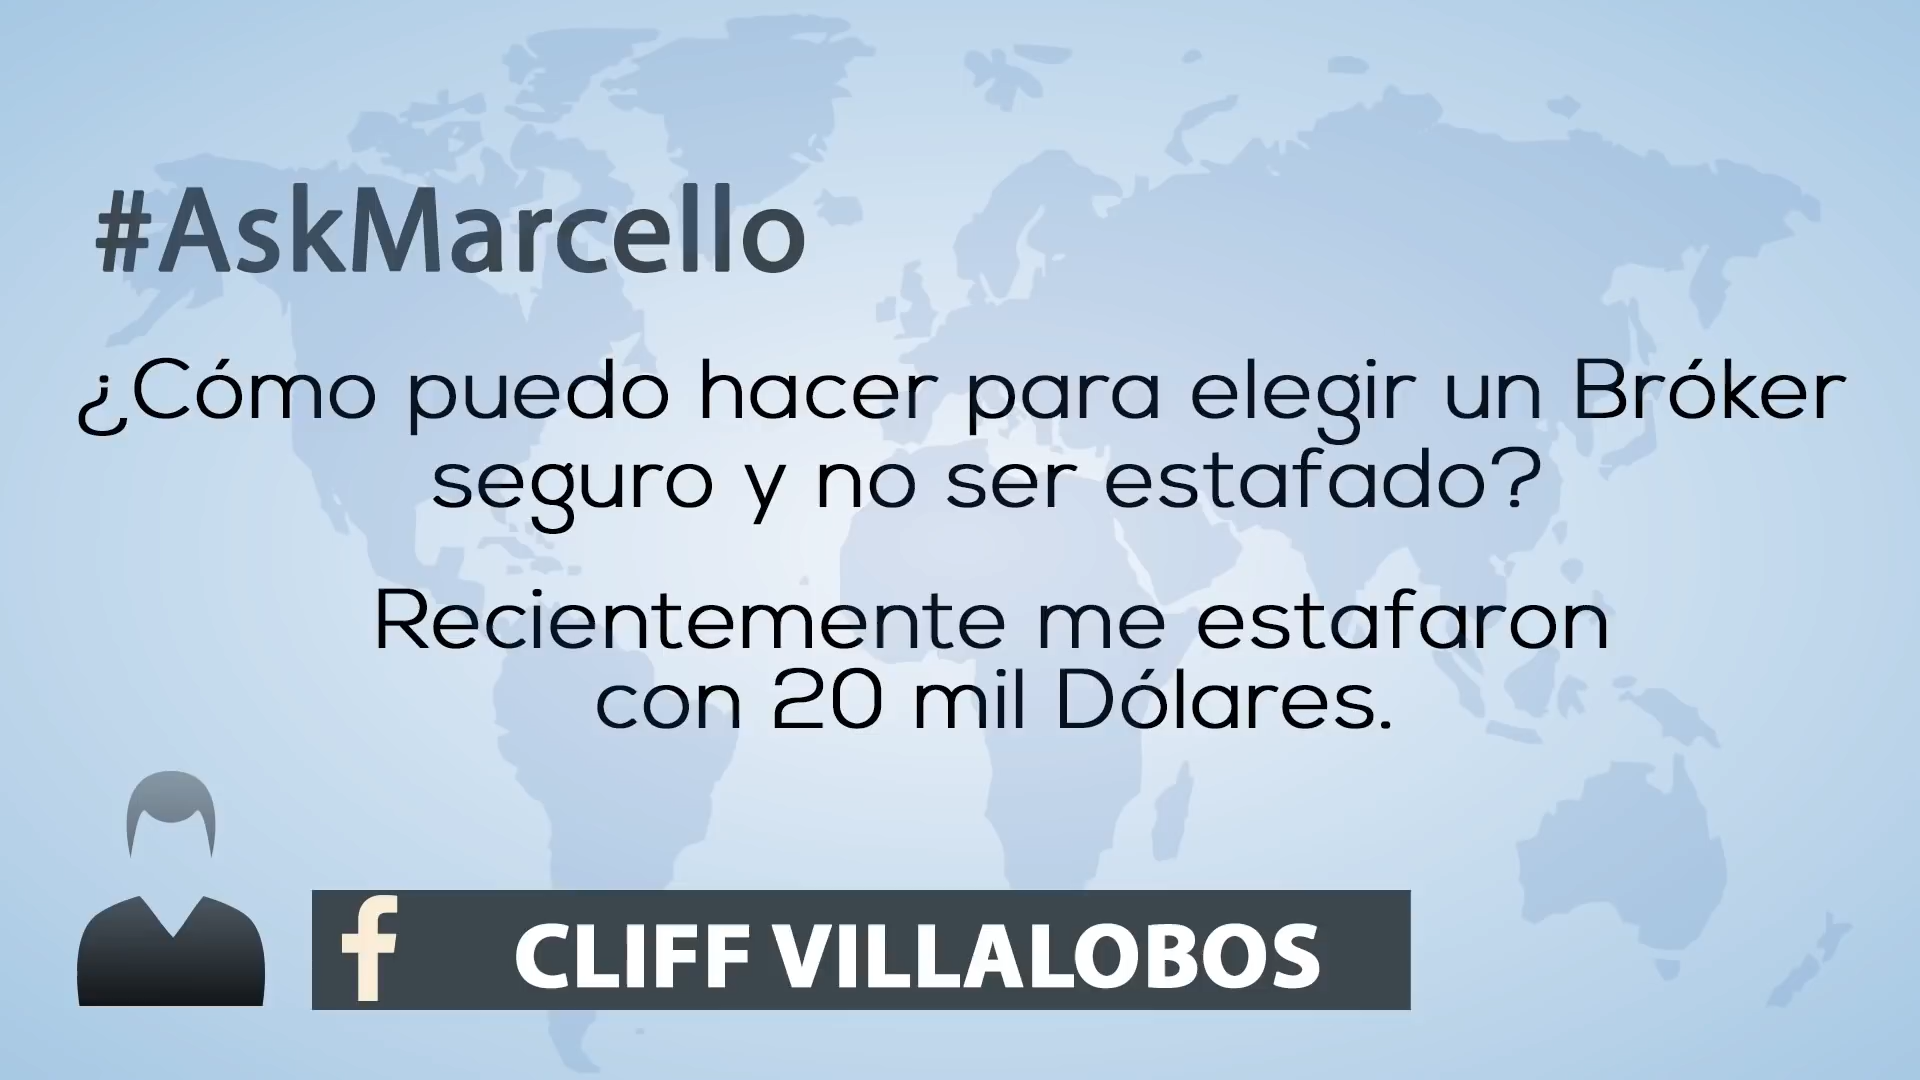 #AskMarcello
¿Cómo puedo hacer para elegir un Bróker
seguro y no ser estafado?
Recientemente me estafaron
con 20 mil Dólares.
f CLIFF VILLALOBOS